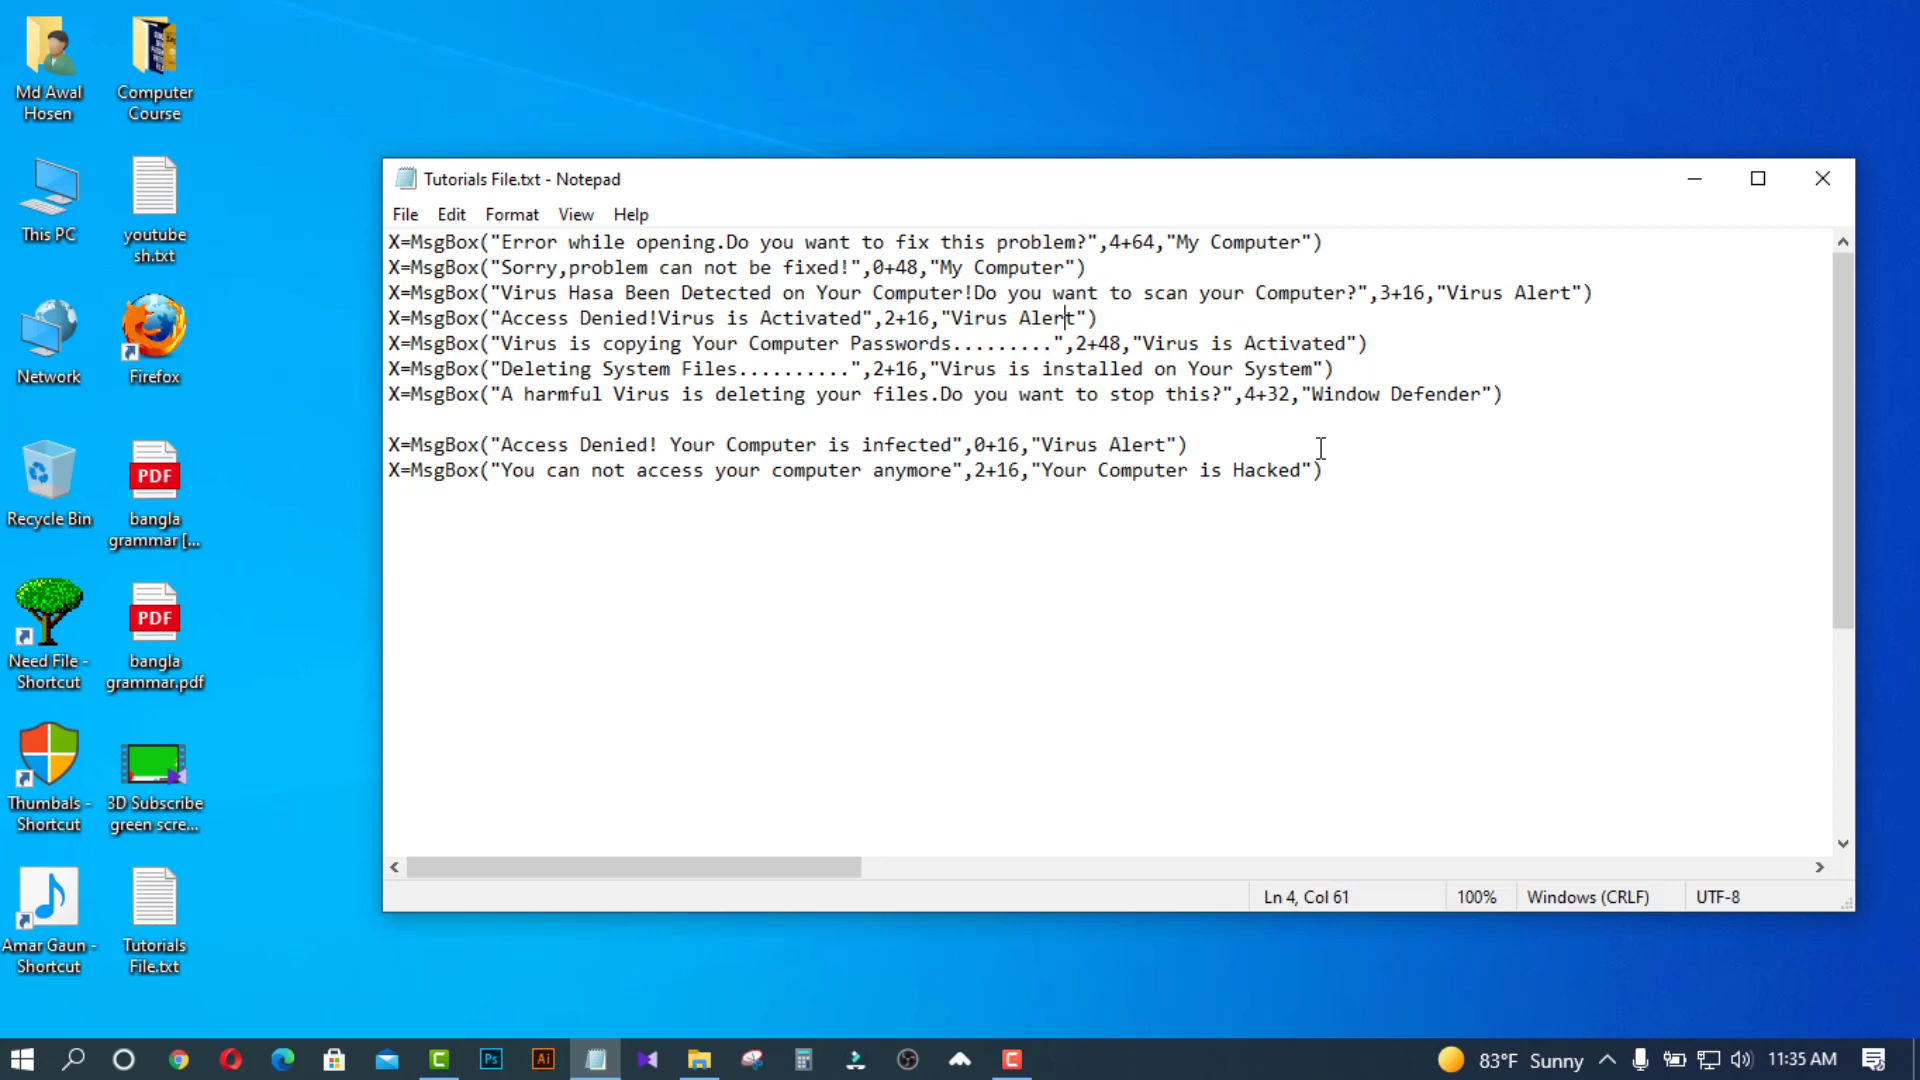 Md Awal
Hosen
Computer
Course
This PC
youtube
sh.txt
Network
Firefox
Recycle Bin
PDF
bangla
grammar [...
Need File -
Shortcut
PDF
bangla
grammar.pdf
Thumbals -
Shortcut
3D Subscribe
green scre...
Amar Gaun -
Shortcut
Tutorials
File.txt
Tutorials File.txt - Notepad
File Edit Format View Help
X=MsgBox("Error while opening.Do you want to fix this problem?",4+64,"My Computer")
X=MsgBox("Sorry,problem can not be fixed!",0+48,"My Computer")
X=MsgBox("Virus Hasa Been Detected on Your Computer!Do you want to scan your Computer?",3+16,"Virus Alert")
X=MsgBox("Access Denied!Virus is Activated",2+16,"Virus Alert")
X=MsgBox("Virus is copying Your Computer Passwords.........",2+48,"Virus is Activated")
X=MsgBox("Deleting System Files..........",2+16,"Virus is installed on Your System")
X=MsgBox("A harmful Virus is deleting your files.Do you want to stop this?",4+32,"Window Defender")
X=MsgBox("Access Denied! Your Computer is infected",0+16,"Virus Alert")
X=MsgBox("You can not access your computer anymore",2+16,"Your Computer is Hacked")
Ln 4, Col 61 100% Windows (CRLF) UTF-8
C Ps Ai C 83°F Sunny 11:35 AM